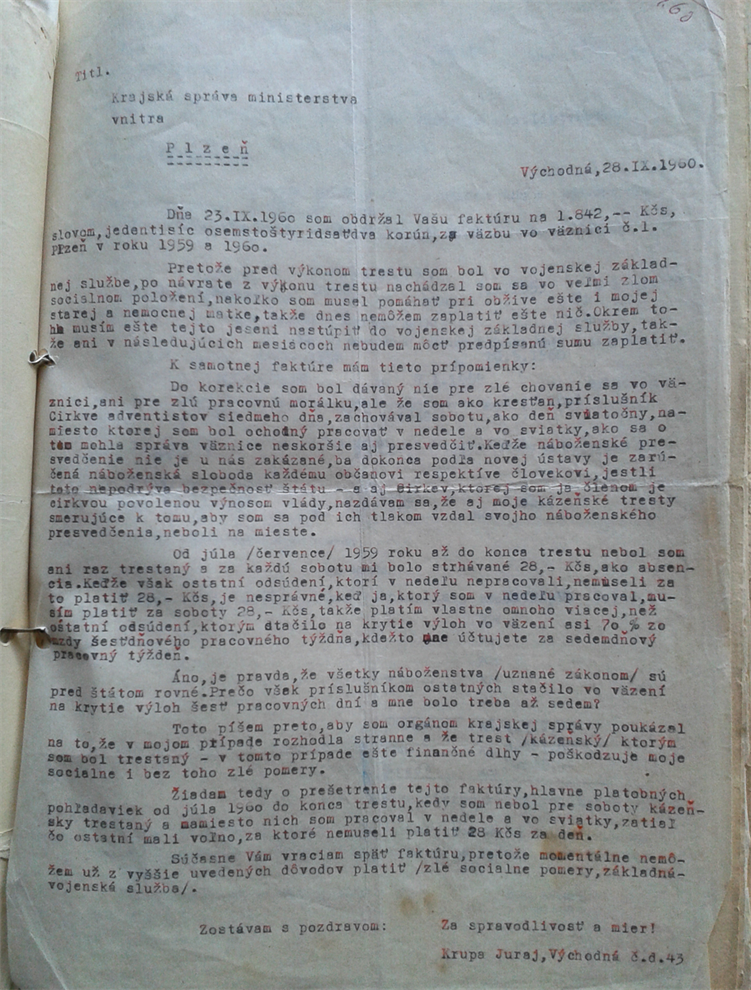 .60
Titl.
Krajská správa ministerstva
vnitra
P l z e ň
Východná,28.IX.1960.
Dňa 23.IX.1960 som obdržal Vašu faktúru na 1.842,-- Kčs,
slovom,jedentisíc osemstoštyridsaťdva korún,za väzbu vo väznici č.1.
Plzeň v roku 1959 a 1960.
Pretože pred výkonom trestu som bol vo vojenskej základ-
nej službe,po návrate z výkonu trestu nachádzal som sa vo veľmi zlom
socialnom položení,nakoľko som musel pomáhať pri obžive ešte i mojej
starej a nemocnej matke,takže dnes nemôžem zaplatiť ešte nič.Okrem to-
ho musím ešte tejto jeseni nastúpiť do vojenskej základnej služby,tak-
že ani v následujúcich mesiacoch nebudem môcť predpísanú sumu zaplatiť.
K samotnej faktúre mám tieto prípomienky:
Do korekcie som bol dávaný nie pre zlé chovanie sa vo vä-
znici,ani pre zlú pracovnú morálku,ale že som ako kresťan,príslušník
Cirkve adventistov siedmeho dňa,zachovával sobotu,ako deň sviatočny,na-
miesto ktorej som bol ochotný pracovať v nedele a vo sviatky,ako sa o
tom mohla správa väznice neskoršie aj presvedčiť.Keďže náboženské pre-
svedčenie nie je u nás zakázané,ba dokonca podľa novej ústavy je zaru-
čená náboženská sloboda každému občanovi respektíve človekovi,jestli
tato nepodrýva bezpečnosť štátu - a aj Cirkev,ktorej som ja členom je
cirkvou povolenou výnosom vlády,nazdávam sa,že aj moje kázeňské tresty
smerujúce k tomu,aby som sa pod ich tlakom vzdal svojho náboženského
presvedčenia,neboli na mieste.
Od júla /července/ 1959 roku až do konca trestu nebol som
ani raz trestaný a za každú sobotu mi bolo strhávané 28,- Kčs,ako absen-
cia.Keďže však ostatní odsúdení,ktorí v nedeľu nepracovali,nemuseli za
to platiť 28,- Kčs,je nesprávné,keď ja,ktorý som v nedeľu pracoval,mu-
sím platiť za soboty 28,- Kčs,takže platím vlastne omnoho viacej,než
ostatní odsúdení,ktorým stačilo na krytie výloh vo väzení asi 70 % zo
mzdy šesťdňového pracovného týždňa,kdežto mne účtujete za sedemdňový
pracovný týždeň.
Áno,je pravda,že všetky náboženstva /uznané zákonom/ sú
pred štátom rovné.Prečo však príslušníkom ostatných stačilo vo väzení
na krytie výloh šesť pracovných dní a mne bolo treba až sedem?
Toto píšem preto,aby som orgánom krajskej správy poukázal
na to,že v mojom prípade rozhodla stranne a že trest /kázeňský/ ktorým
som bol trestaný - v tomto prípade ešte finančné dlhy - poškodzuje moje
socialne i bez toho zlé pomery.
Žiadam tedy o prešetrenie tejto faktúry,hlavne platobných
pohľadaviek od júla 1960 do konca trestu,kedy som nebol pre soboty kázeň-
sky trestaný a namiesto nich som pracoval v nedele a vo sviatky,zatiaľ
čo ostatní mali voľno,za ktoré nemuseli platiť 28 Kčs za deň.
Súčasne Vám vraciam späť faktúru,pretože momentálne nemô-
žem už z vyššie uvedených dôvodov platiť /zlé socialne pomery,základná-
vojenská služba/.
Zostávam s pozdravom: Za spravodlivosť a mier!
Krupa Juraj,Východná č.d.43